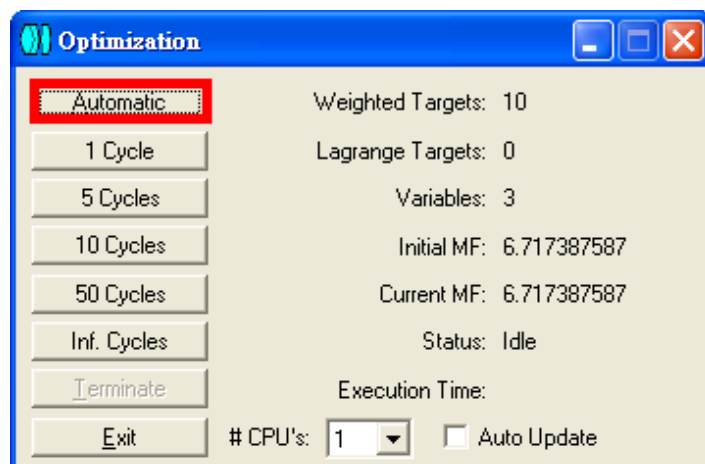 Optimization
Automatic Weighted Targets: 10
1 Cycle Lagrange Targets: 0
5 Cycles Variables: 3
10 Cycles Initial MF: 6.717387587
50 Cycles Current MF: 6.717387587
Inf. Cycles Status: Idle
Terminate Execution Time:
Exit # CPU's: 1 Auto Update